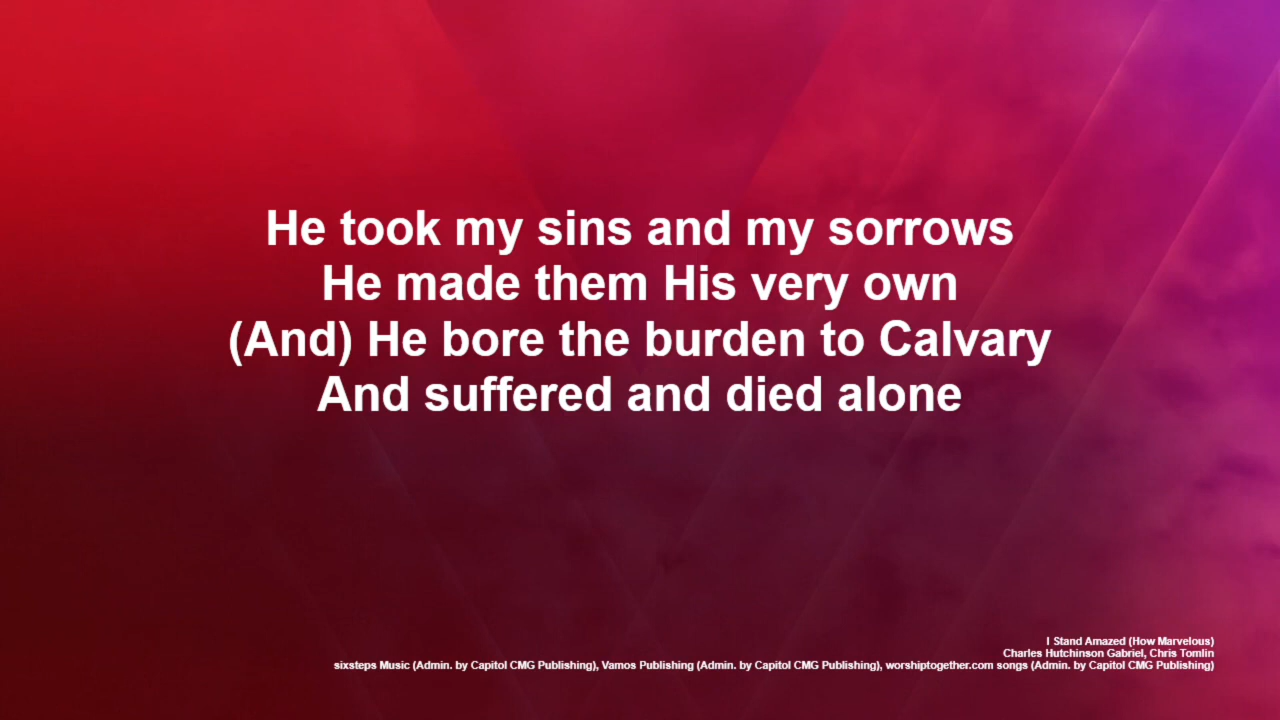 He took my sins and my sorrows
He made them His very own
(And) He bore the burden to Calvary
And suffered and died alone
I Stand Amazed (How Marvelous)
Charles Hutchinson Gabriel, Chris Tomlin
sixsteps Music (Admin. by Capitol CMG Publishing), Vamos Publishing (Admin. by Capitol CMG Publishing), worshiptogether.com songs (Admin. by Capitol CMG Publishing)